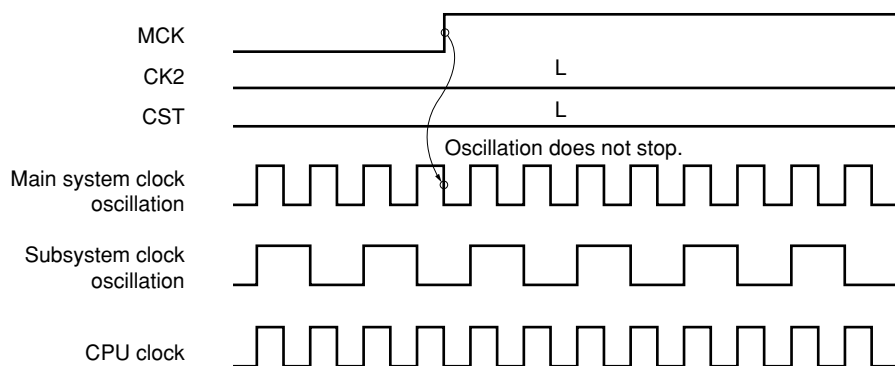 MCK
CK2
L
CST
L
Oscillation does not stop.
Main system clock
oscillation
Subsystem clock
oscillation
CPU clock